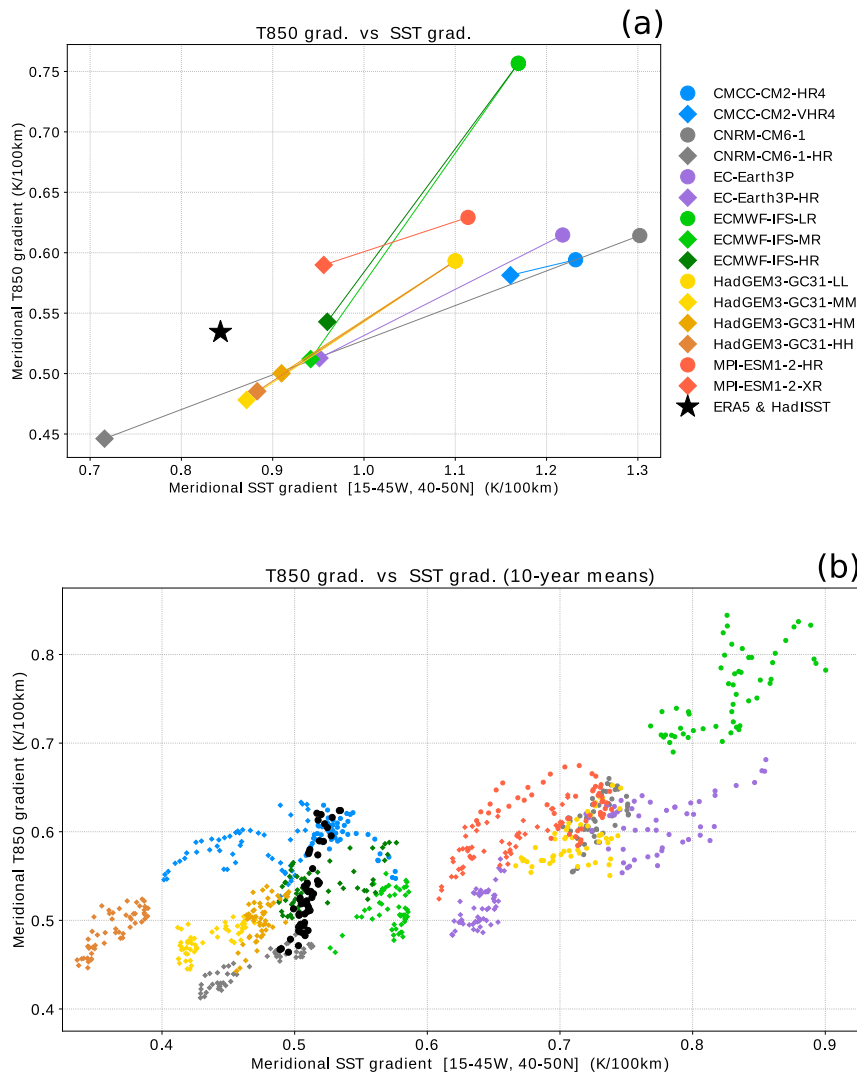 (a)
T850 grad.  vs  SST grad.
Meridional T850 gradient (K/100km)
0.75
0.70
0.65
0.60
0.55
0.50
0.45
0.7 0.8 0.9 1.0 1.1 1.2 1.3
Meridional SST gradient  [15-45W, 40-50N]  (K/100km)
CMCC-CM2-HR4
CMCC-CM2-VHR4
CNRM-CM6-1
CNRM-CM6-1-HR
EC-Earth3P
EC-Earth3P-HR
ECMWF-IFS-LR
ECMWF-IFS-MR
ECMWF-IFS-HR
HadGEM3-GC31-LL
HadGEM3-GC31-MM
HadGEM3-GC31-HM
HadGEM3-GC31-HH
MPI-ESM1-2-HR
MPI-ESM1-2-XR
ERA5 & HadISST
(b)
T850 grad.  vs  SST grad. (10-year means)
Meridional T850 gradient (K/100km)
0.8
0.7
0.6
0.5
0.4
0.4 0.5 0.6 0.7 0.8 0.9
Meridional SST gradient  [15-45W, 40-50N]  (K/100km)